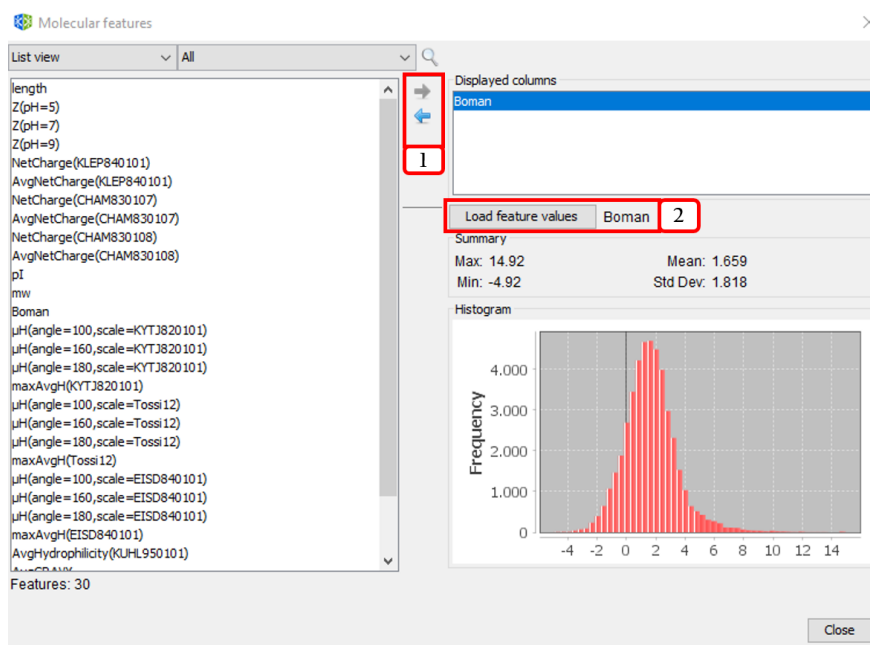 Molecular features
List view
All
length
Z(pH=5)
Z(pH=7)
Z(pH=9)
NetCharge(KLEP840101)
AvgNetCharge(KLEP840101)
NetCharge(CHAM830107)
AvgNetCharge(CHAM830107)
NetCharge(CHAM830108)
AvgNetCharge(CHAM830108)
pI
mw
Boman
µH(angle=100,scale=KYTJ820101)
µH(angle=160,scale=KYTJ820101)
µH(angle=180,scale=KYTJ820101)
maxAvgH(KYTJ820101)
µH(angle=100,scale=Tossi12)
µH(angle=160,scale=Tossi12)
µH(angle=180,scale=Tossi12)
maxAvgH(Tossi12)
µH(angle=100,scale=EISD840101)
µH(angle=160,scale=EISD840101)
µH(angle=180,scale=EISD840101)
maxAvgH(EISD840101)
AvgHydrophilicity(KUHL950101)
Features: 30
1
Displayed columns
Boman
Load feature values Boman 2
Summary
Max: 14.92 Mean: 1.659
Min: -4.92 Std Dev: 1.818
Histogram
Frequency
4.000
3.000
2.000
1.000
0
-4 -2 0 2 4 6 8 10 12 14
Close